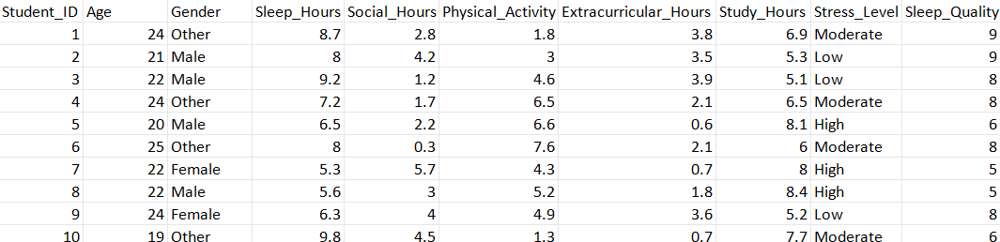 Student_ID Age Gender Sleep_Hours Social_Hours Physical_Activity Extracurricular_Hours Study_Hours Stress_Level Sleep_Quality
1 24 Other 8.7 2.8 1.8 3.8 6.9 Moderate 9
2 21 Male 8 4.2 3 3.5 5.3 Low 9
3 22 Male 9.2 1.2 4.6 3.9 5.1 Low 8
4 24 Other 7.2 1.7 6.5 2.1 6.5 Moderate 8
5 20 Male 6.5 2.2 6.6 0.6 8.1 High 6
6 25 Other 8 0.3 7.6 2.1 6 Moderate 8
7 22 Female 5.3 5.7 4.3 0.7 8 High 5
8 22 Male 5.6 3 5.2 1.8 8.4 High 5
9 24 Female 6.3 4 4.9 3.6 5.2 Low 8
10 19 Other 9.8 4.5 1.3 0.7 7.7 Moderate 6